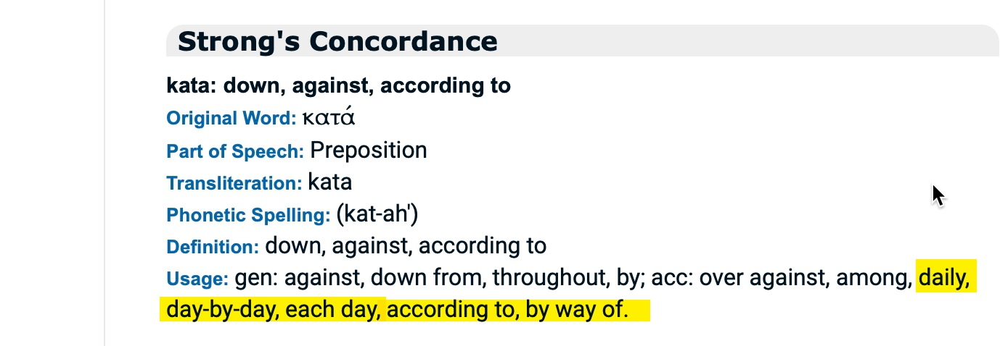 Strong's Concordance
kata: down, against, according to
Original Word: κατά
Part of Speech: Preposition
Transliteration: kata
Phonetic Spelling: (kat-ah')
Definition: down, against, according to
Usage: gen: against, down from, throughout, by; acc: over against, among, daily,
day-by-day, each day, according to, by way of.